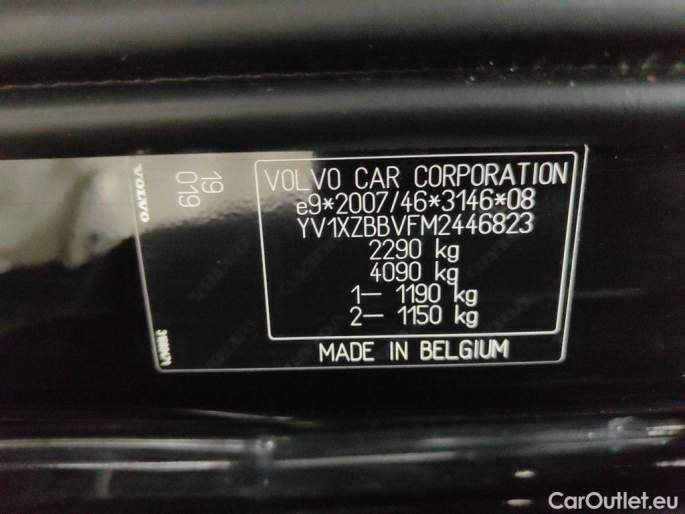 VOLVO
19
019
VOLVO CAR CORPORATION
e9*2007/46*3146*08
YV1XZBBVFM2446823
2290 kg
4090 kg
1– 1190 kg
2– 1150 kg
MADE IN BELGIUM
CarOutlet.eu